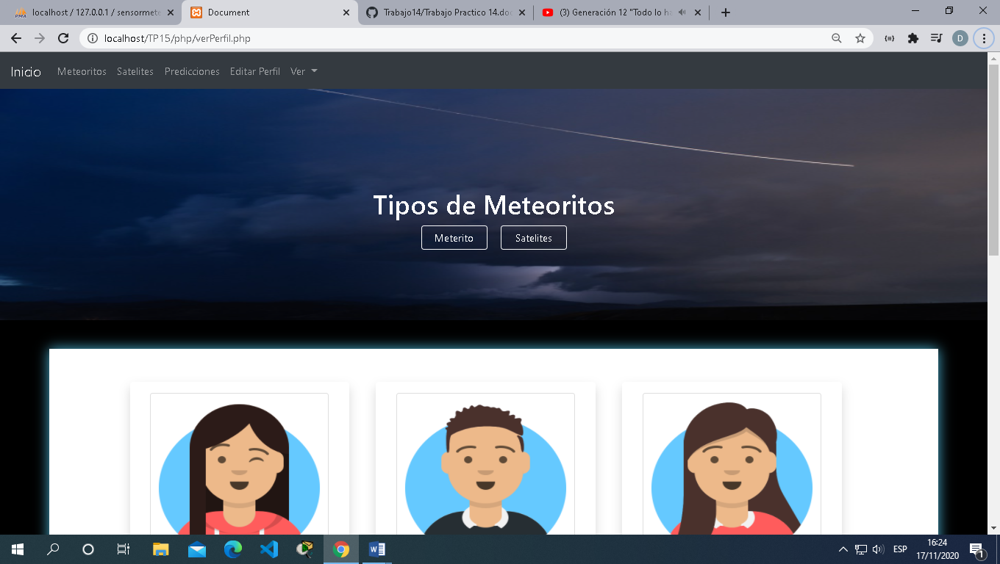 localhost / 127.0.0.1 / sensormete
Document
Trabajo14/Trabajo Practico 14.doc
(3) Generación 12 "Todo lo ha
localhost/TP15/php/verPerfil.php
D
Inicio Meteoritos Satelites Predicciones Editar Perfil Ver
Tipos de Meteoritos
Meterito Satelites
ESP
16:24
17/11/2020
1